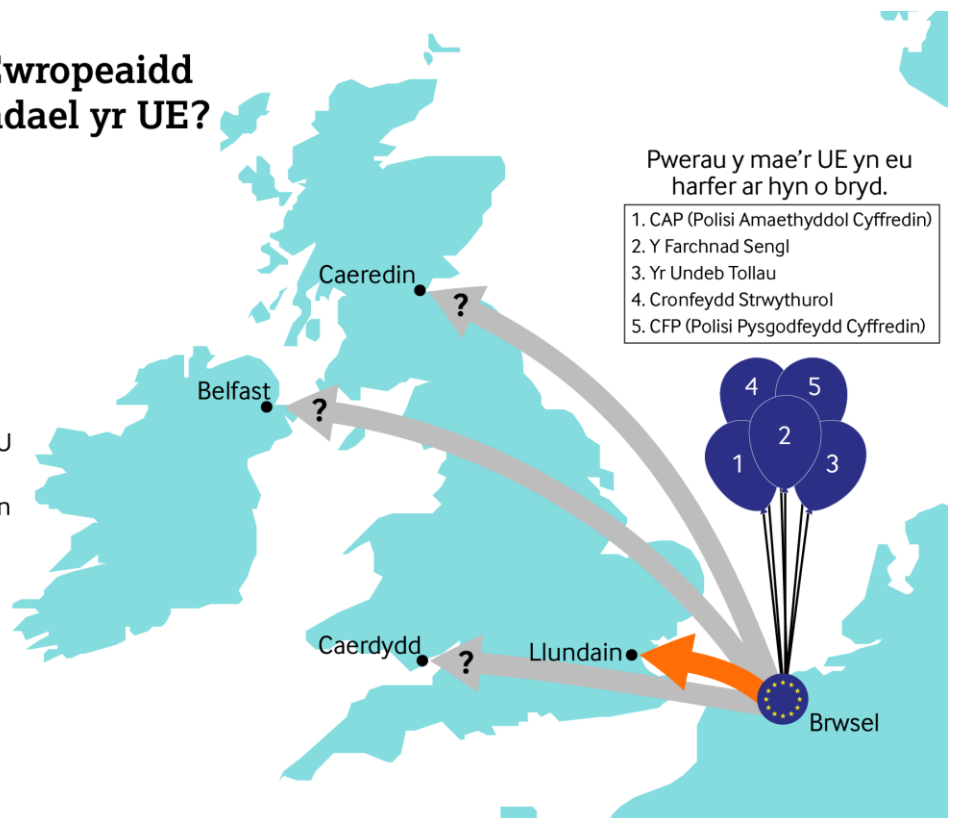 Ewropeaidd
adael yr UE?
Pwerau y mae'r UE yn eu
harfer ar hyn o bryd.
1. CAP (Polisi Amaethyddol Cyffredin)
2. Y Farchnad Sengl
3. Yr Undeb Tollau
4. Cronfeydd Strwythurol
5. CFP (Polisi Pysgodfeydd Cyffredin)
Caeredin
?
Belfast
?
4
5
2
1
3
U
n
Caerdydd
?
Llundain
Brwsel